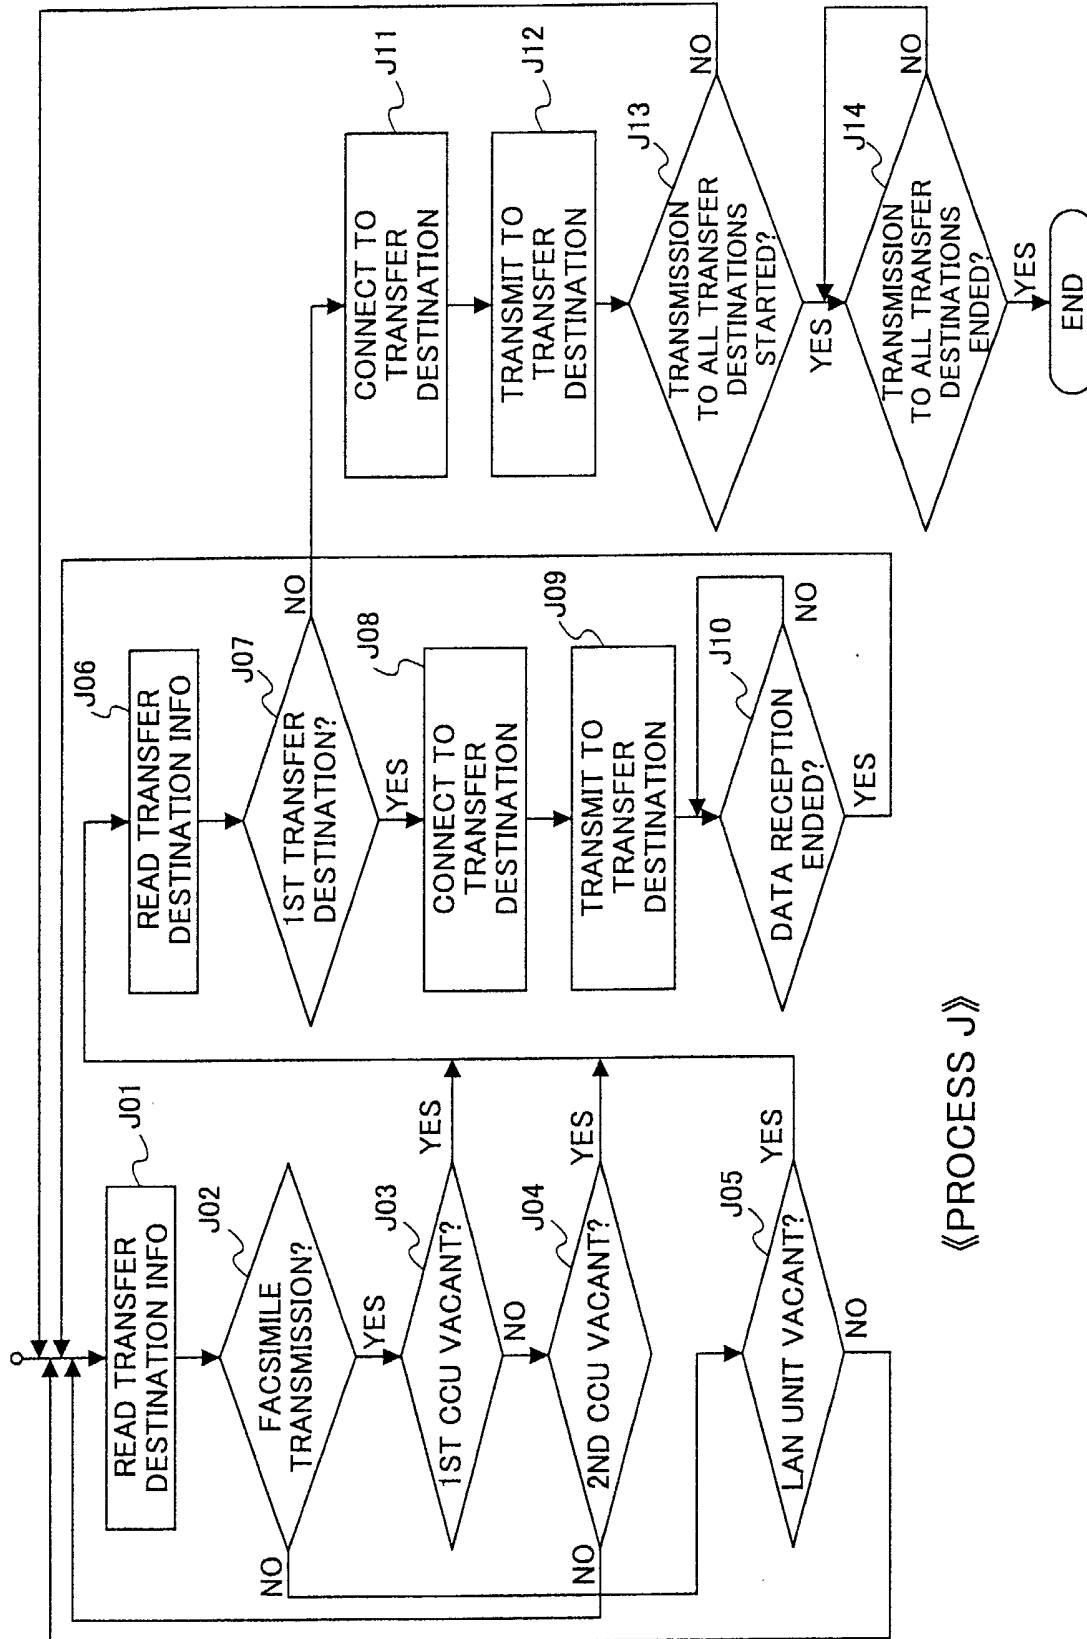 READ TRANSFER
DESTINATION INFO
J01
FACSIMILE
TRANSMISSION?
J02
NO
YES
1ST CCU VACANT?
J03
YES
NO
2ND CCU VACANT?
J04
YES
NO
LAN UNIT VACANT?
J05
YES
NO
READ TRANSFER
DESTINATION INFO
J06
1ST TRANSFER
DESTINATION?
J07
NO
YES
CONNECT TO
TRANSFER
DESTINATION
J08
TRANSMIT TO
TRANSFER
DESTINATION
J09
DATA RECEPTION
ENDED?
J10
NO
YES
CONNECT TO
TRANSFER
DESTINATION
J11
TRANSMIT TO
TRANSFER
DESTINATION
J12
TRANSMISSION
TO ALL TRANSFER
DESTINATIONS
STARTED?
J13
NO
YES
TRANSMISSION
TO ALL TRANSFER
DESTINATIONS
ENDED?
J14
NO
YES
END
《PROCESS J》